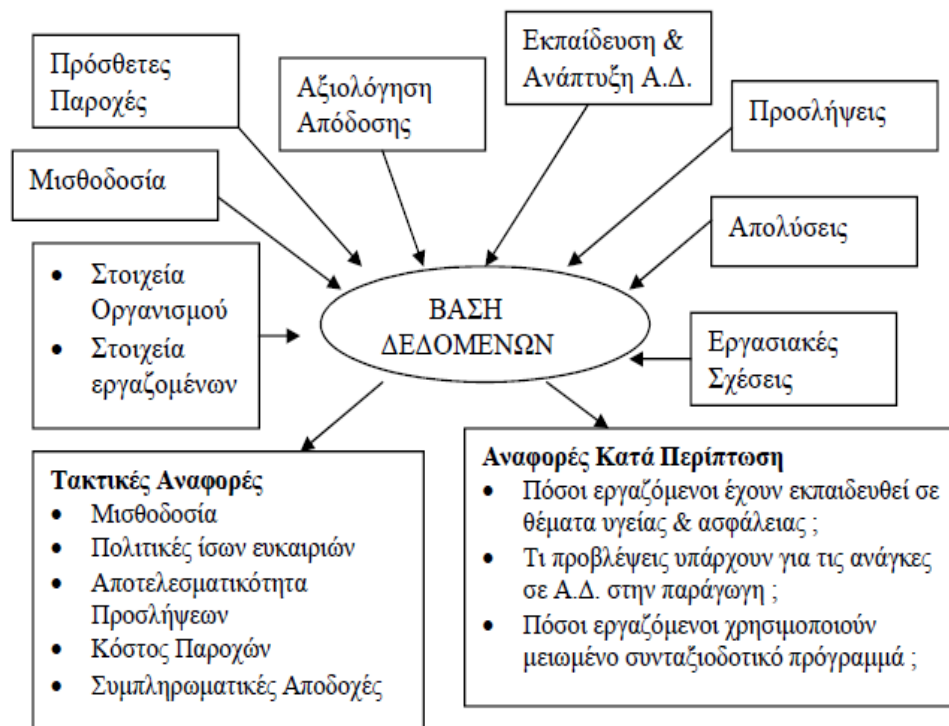 Πρόσθετες
Παροχές
Αξιολόγηση
Απόδοσης
Εκπαίδευση &
Ανάπτυξη Α.Δ.
Προσλήψεις
Μισθοδοσία
Απολύσεις
• Στοιχεία
Οργανισμού
• Στοιχεία
εργαζομένων
ΒΑΣΗ
ΔΕΔΟΜΕΝΩΝ
Εργασιακές
Σχέσεις
Τακτικές Αναφορές
• Μισθοδοσία
• Πολιτικές ίσων ευκαιριών
• Αποτελεσματικότητα
Προσλήψεων
• Κόστος Παροχών
• Συμπληρωματικές Αποδοχές
Αναφορές Κατά Περίπτωση
• Πόσοι εργαζόμενοι έχουν εκπαιδευθεί σε
θέματα υγείας & ασφάλειας ;
• Τι προβλέψεις υπάρχουν για τις ανάγκες
σε Α.Δ. στην παράγωγη ;
• Πόσοι εργαζόμενοι χρησιμοποιούν
μειωμένο συνταξιοδοτικό πρόγραμμά ;